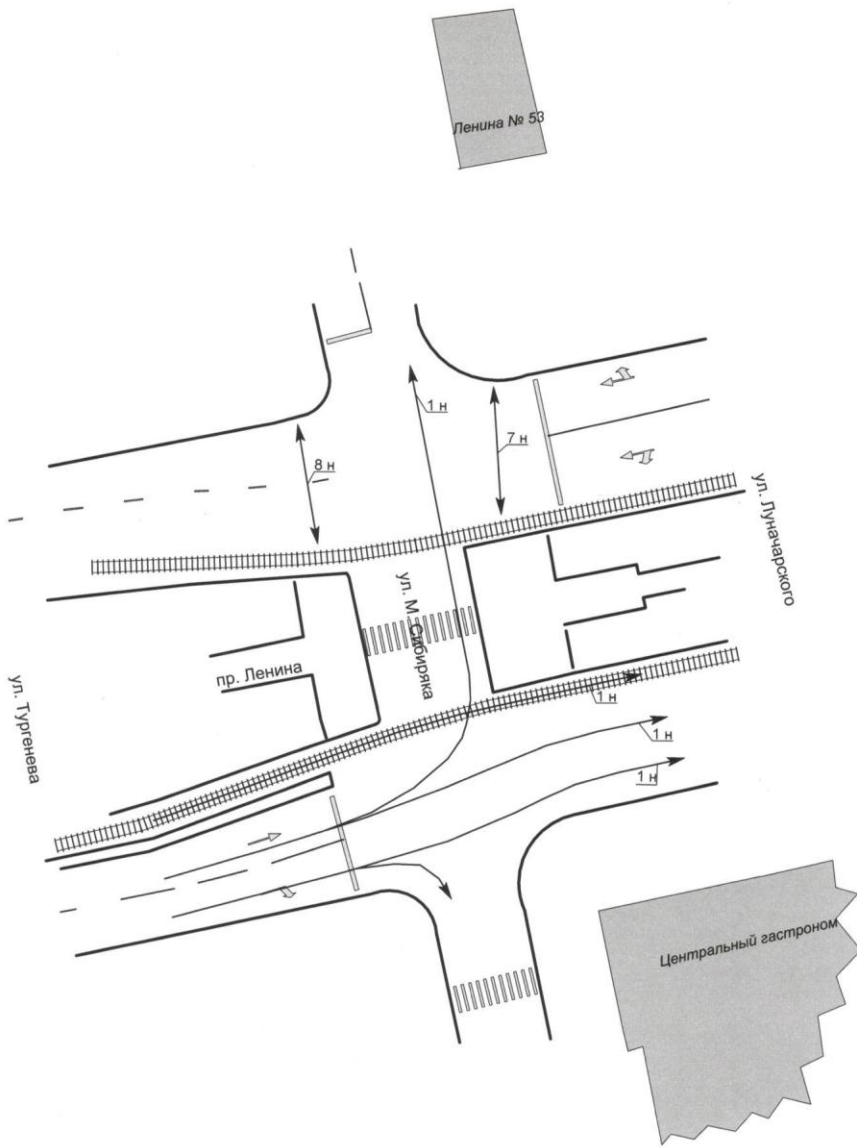 Ленина № 53
1 н
7 н
8 н
ул. Луначарского
ул. М. Сибиряка
пр. Ленина
ул. Тургенева
1 н
1 н
1 н
Центральный гастроном